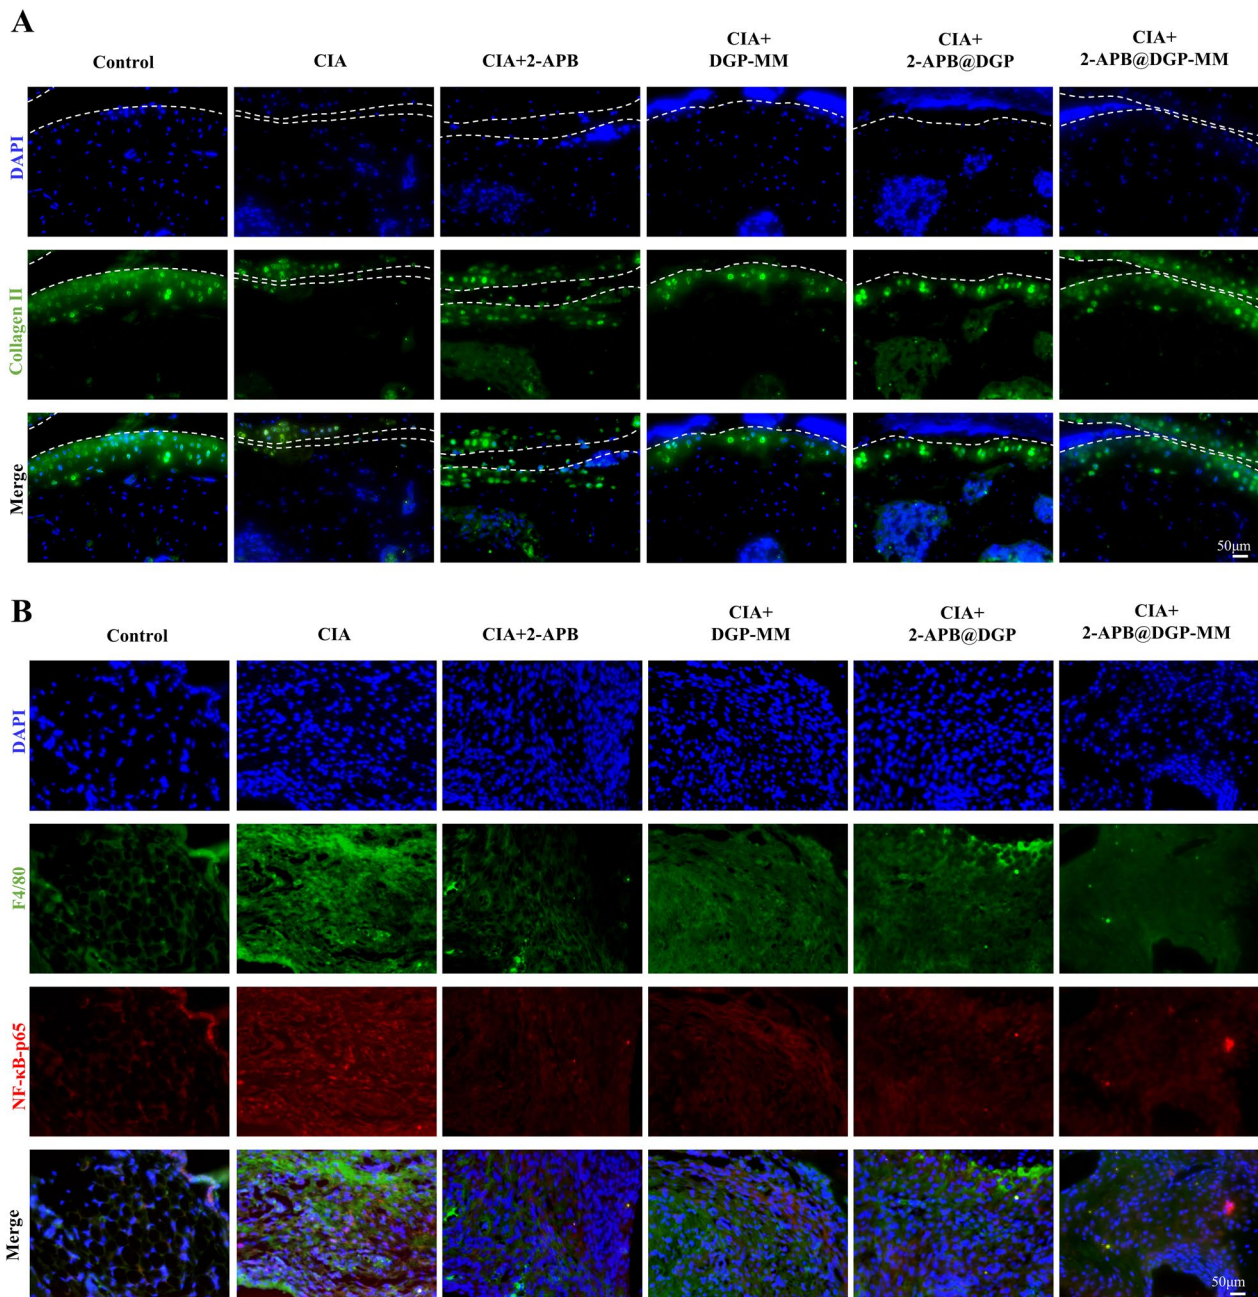 A
Control
CIA
CIA+2-APB
CIA+
DGP-MM
CIA+
2-APB@DGP
CIA+
2-APB@DGP-MM
DAPI
Collagen II
Merge
50μm
B
Control
CIA
CIA+2-APB
CIA+
DGP-MM
CIA+
2-APB@DGP
CIA+
2-APB@DGP-MM
DAPI
F4/80
NF-κB-p65
Merge
50μm